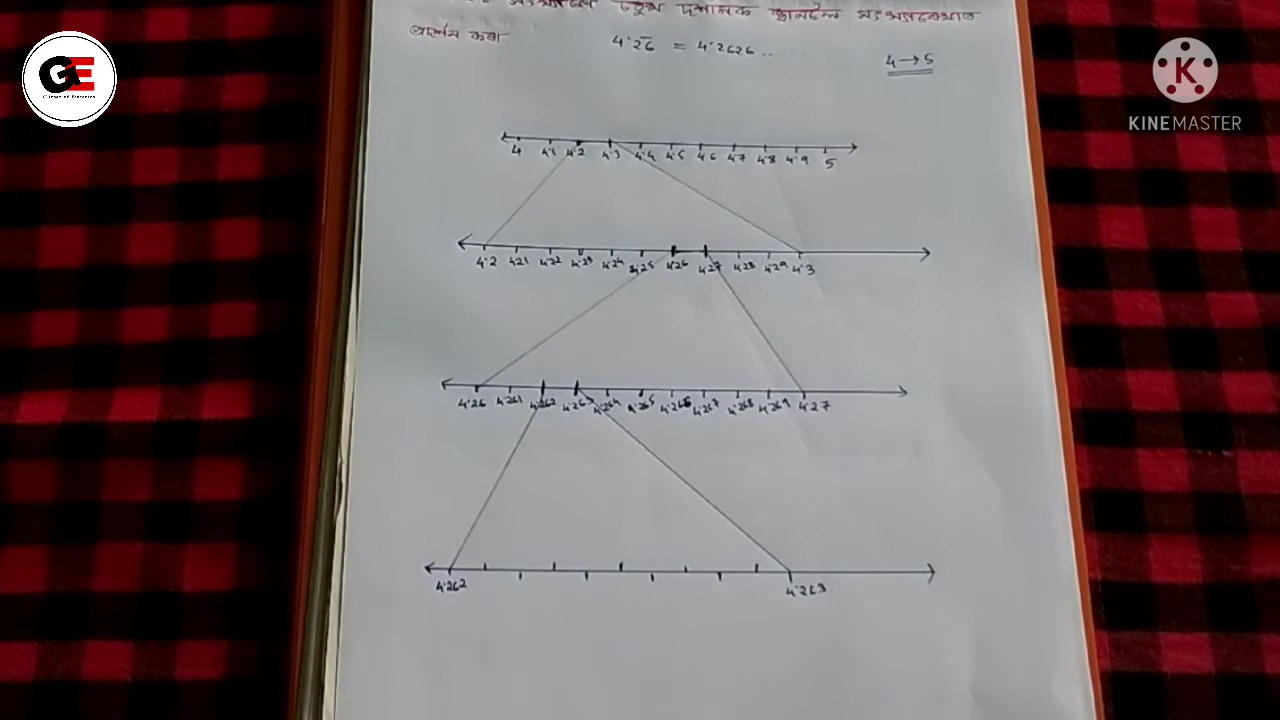 চতুৰ্থ দশমিক স্থানলৈ
কৰা
4.2̅6̅ = 4.2626...
4 → 5
GE
KINEMASTER
4 4.1 4.2 4.3 4.4 4.5 4.6 4.7 4.8 4.9 5
4.2 4.21 4.22 4.23 4.24 4.25 4.26 4.27 4.28 4.29 4.3
4.26 4.261 4.262 4.263 4.264 4.265 4.266 4.267 4.268 4.269 4.27
4.262 4.263